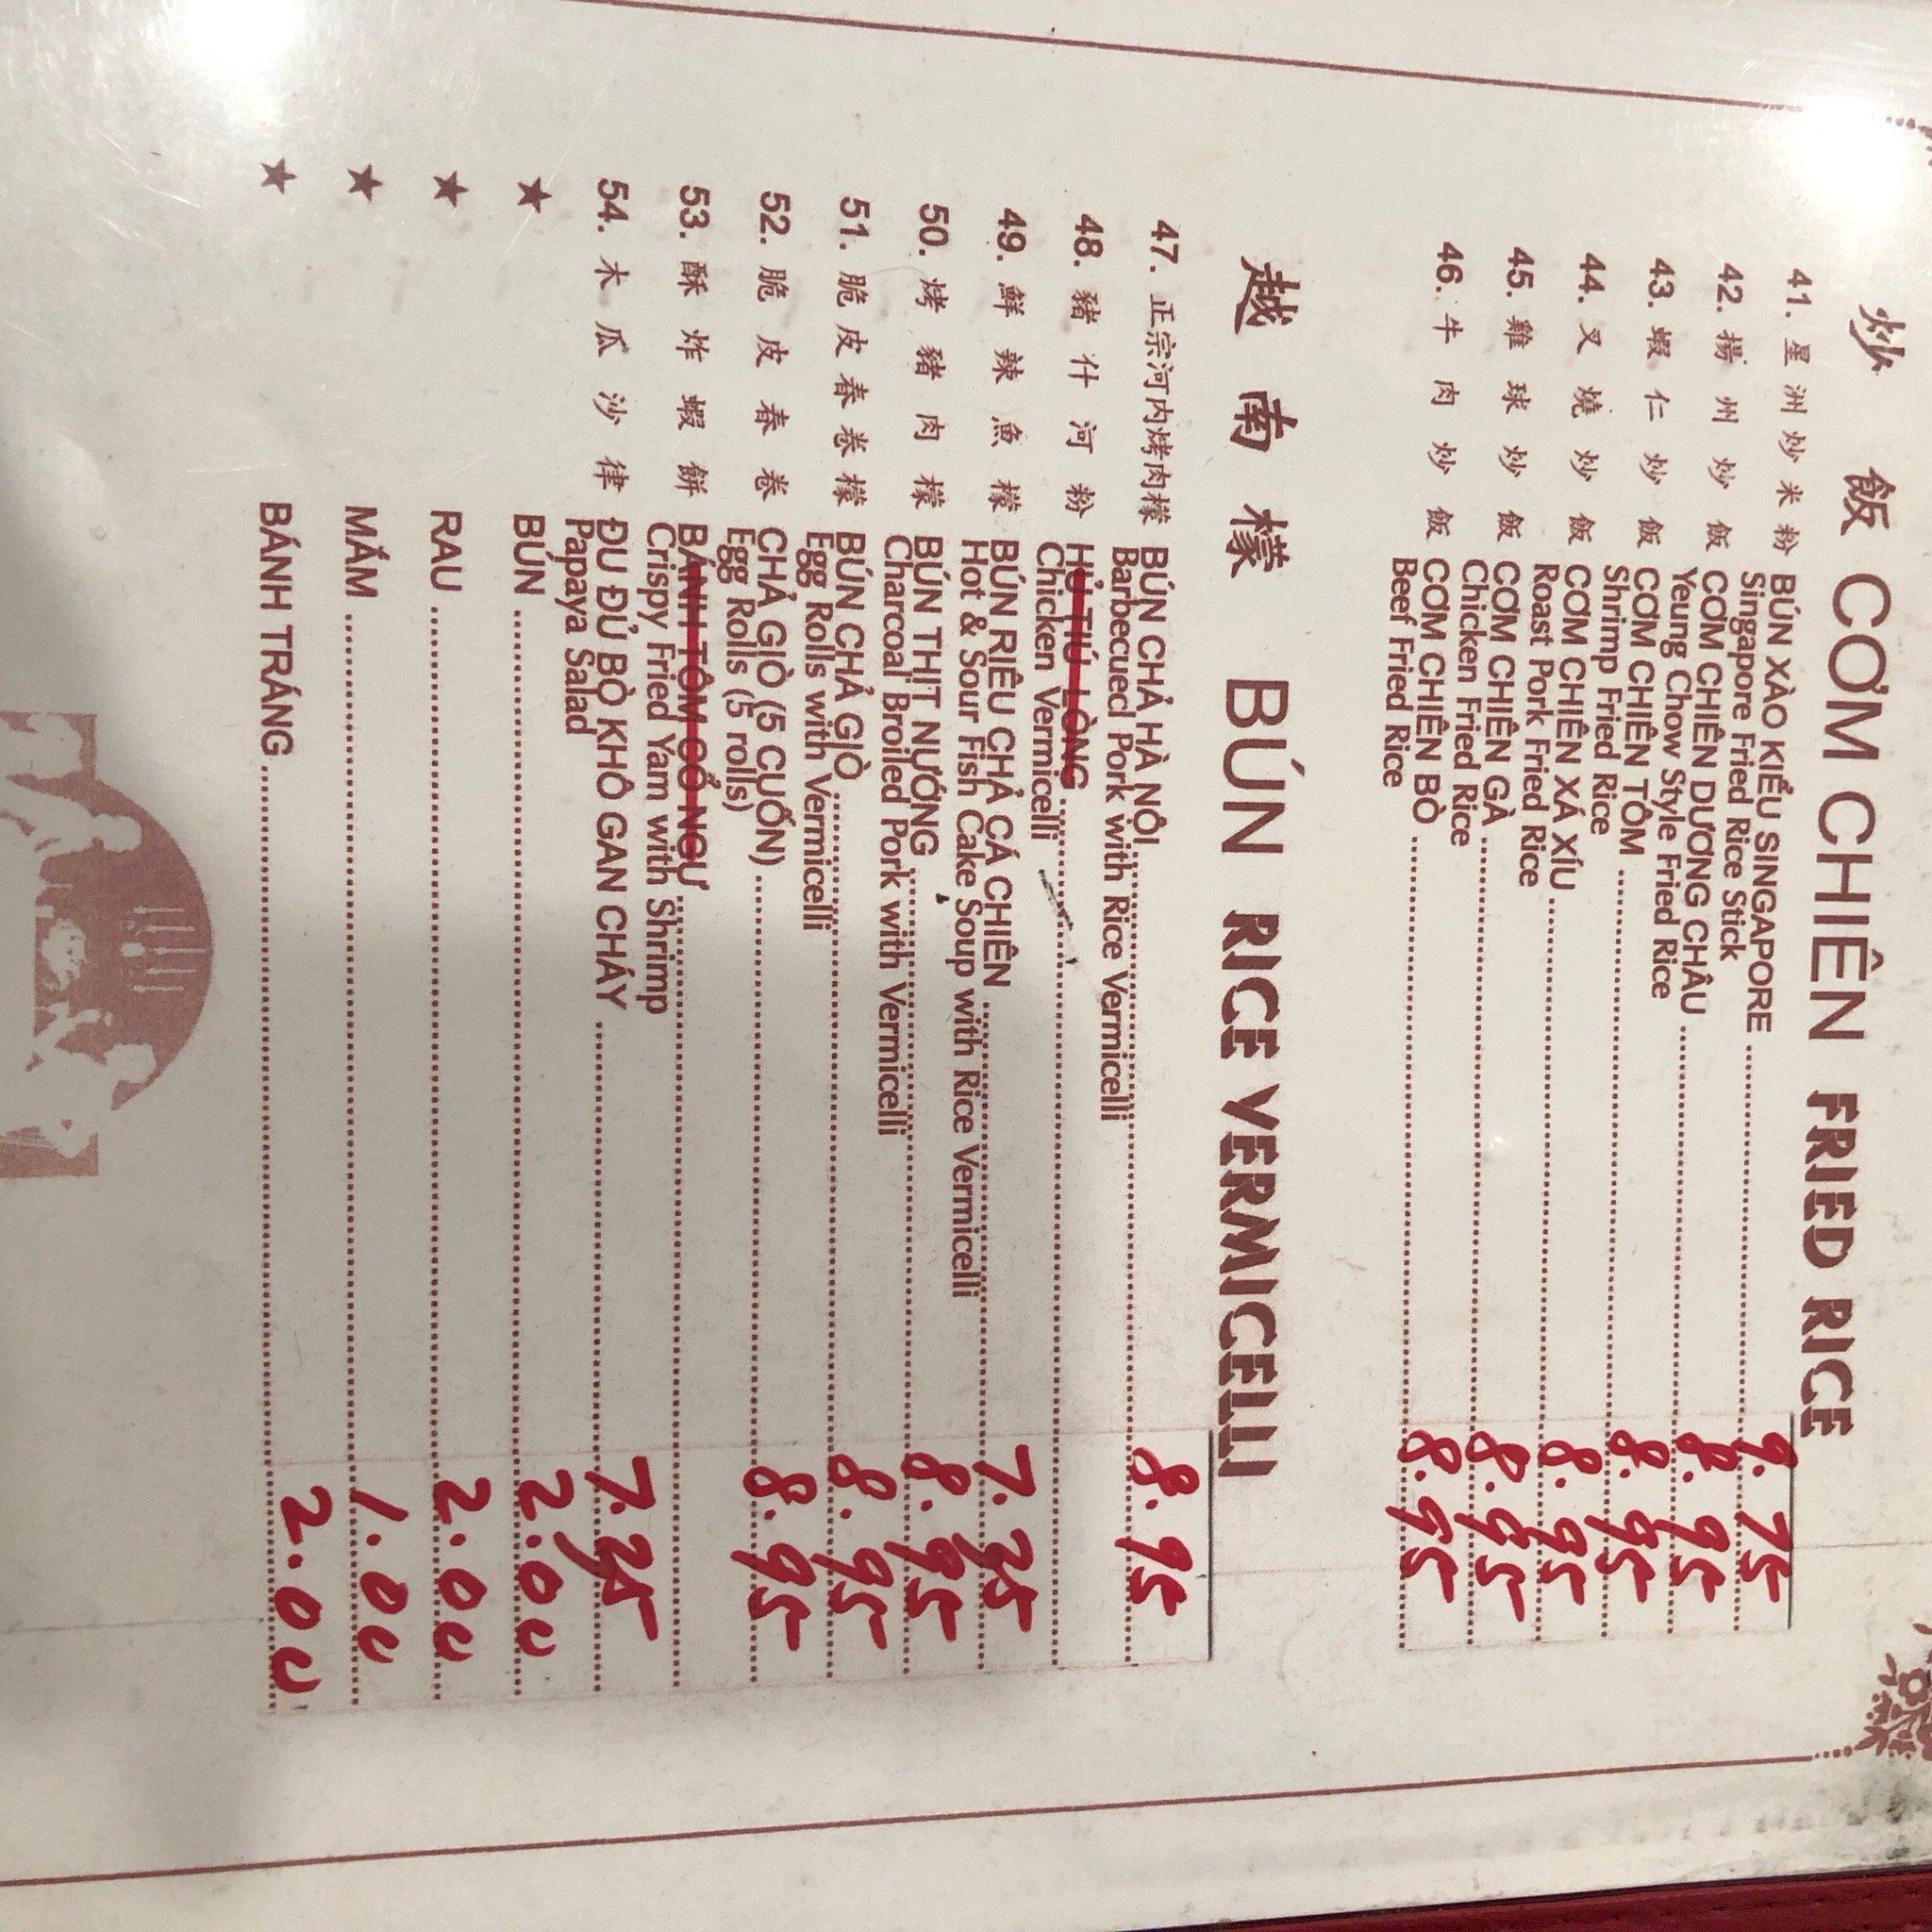 炒 飯 CƠM CHIÊN FRIED RICE
41. 星洲炒米粉 BÚN XÀO KIỂU SINGAPORE 9.75
Singapore Fried Rice Stick
42. 揚州炒飯 CƠM CHIÊN DƯƠNG CHÂU 8.95
Yeung Chow Style Fried Rice
43. 蝦仁炒飯 CƠM CHIÊN TÔM 8.95
Shrimp Fried Rice
44. 叉燒炒飯 CƠM CHIÊN XÁ XÍU 8.95
Roast Pork Fried Rice
45. 雞球炒飯 CƠM CHIÊN GÀ 8.95
Chicken Fried Rice
46. 牛肉炒飯 CƠM CHIÊN BÒ 8.95
Beef Fried Rice
越南檬 BÚN RICE VERMICELLI
47. 正宗河內烤肉檬 BÚN CHẢ HÀ NỘI 8.95
Barbecued Pork with Rice Vermicelli
48. 豬什河粉 HỦ TIÚ LÒNG
Chicken Vermicelli
49. 鮮辣魚檬 BÚN RIÊU CHẢ CÁ CHIÊN
Hot & Sour Fish Cake Soup with Rice Vermicelli
50. 烤豬肉檬 BÚN THỊT NƯỚNG 8.95
Charcoal Broiled Pork with Vermicelli
51. 脆皮春卷檬 BÚN CHẢ GIÒ 8.95
Egg Rolls with Vermicelli
52. 脆皮春卷 CHẢ GIÒ (5 CUỐN) 8.95
Egg Rolls (5 rolls)
53. 酥炸蝦餅 BÁNH TÔM CỔ NGƯ
Crispy Fried Yam with Shrimp
54. 木瓜沙律 ĐU ĐỦ BÒ KHÔ GAN CHÁY
Papaya Salad
★ BÚN 2.00
★ RAU 2.00
★ MẮM 1.00
★ BÁNH TRÁNG 2.00